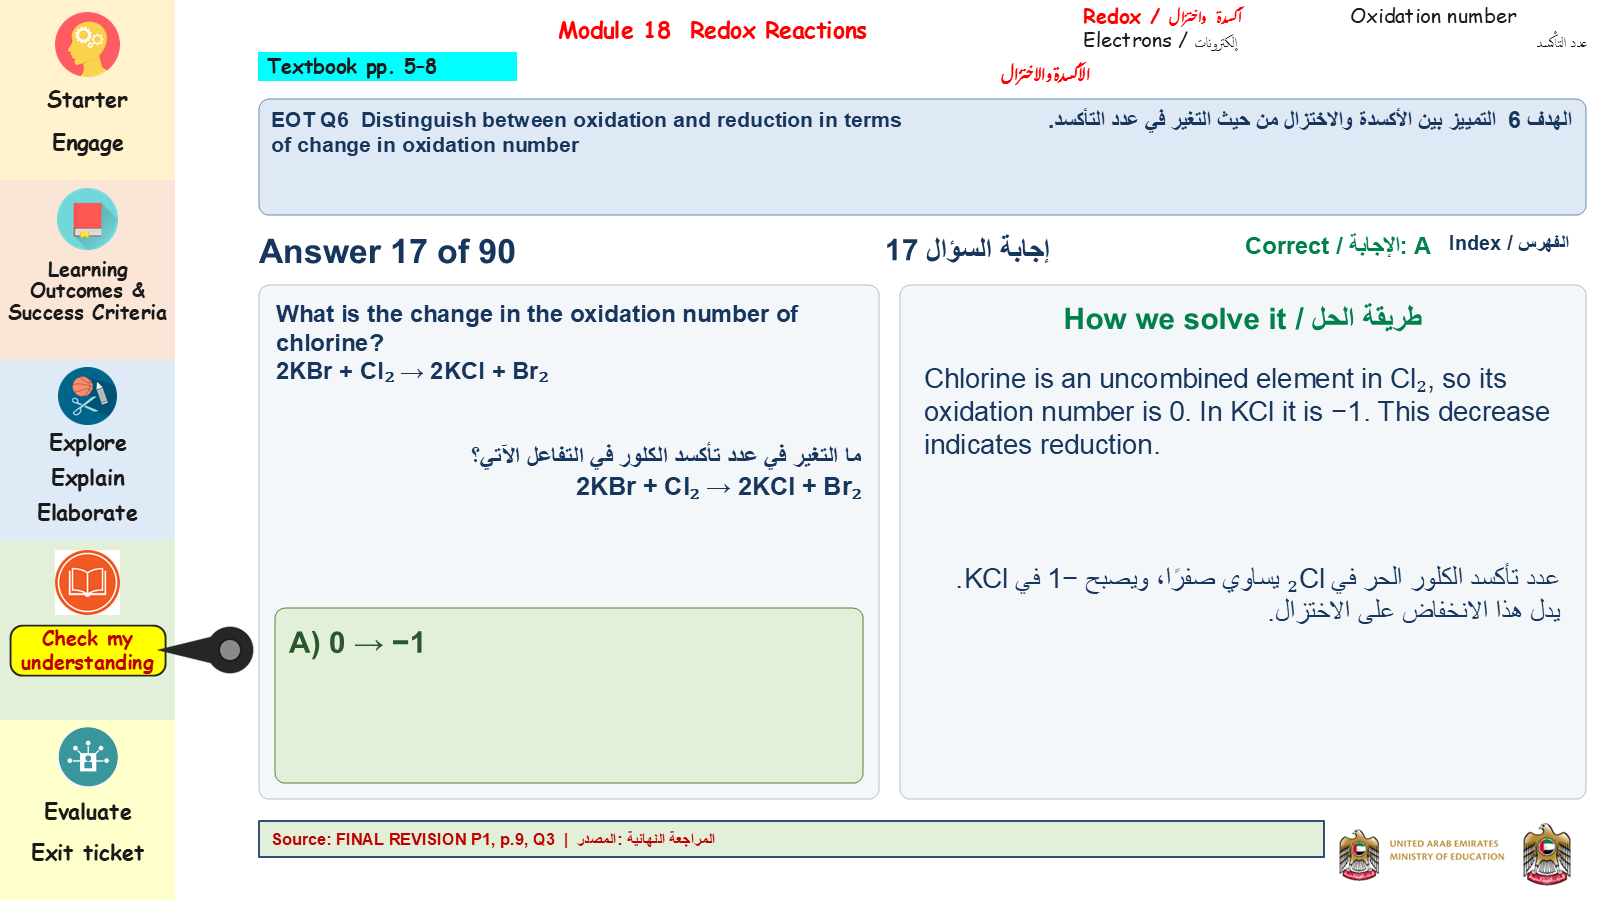 Starter
Engage
Learning
Outcomes &
Success Criteria
Explore
Explain
Elaborate
Check my
understanding
Evaluate
Exit ticket
Module 18 Redox Reactions
Redox / أكسدة واختزال
Electrons / إلكترونات
Oxidation number
عدد التأكسد
Textbook pp. 5-8
الأكسدة والاختزال
EOT Q6 Distinguish between oxidation and reduction in terms
of change in oxidation number
الهدف 6 التمييز بين الأكسدة والاختزال من حيث التغير في عدد التأكسد.
Answer 17 of 90
إجابة السؤال 17
Correct / الإجابة: A
Index / الفهرس
What is the change in the oxidation number of
chlorine?
2KBr + Cl₂ → 2KCl + Br₂
ما التغير في عدد تأكسد الكلور في التفاعل الآتي؟
2KBr + Cl₂ → 2KCl + Br₂
A) 0 → −1
How we solve it / طريقة الحل
Chlorine is an uncombined element in Cl₂, so its
oxidation number is 0. In KCl it is −1. This decrease
indicates reduction.
عدد تأكسد الكلور الحر في Cl₂ يساوي صفرًا، ويصبح −1 في KCl.
يدل هذا الانخفاض على الاختزال.
Source: FINAL REVISION P1, p.9, Q3 | المراجعة النهائية :المصدر
UNITED ARAB EMIRATES
MINISTRY OF EDUCATION